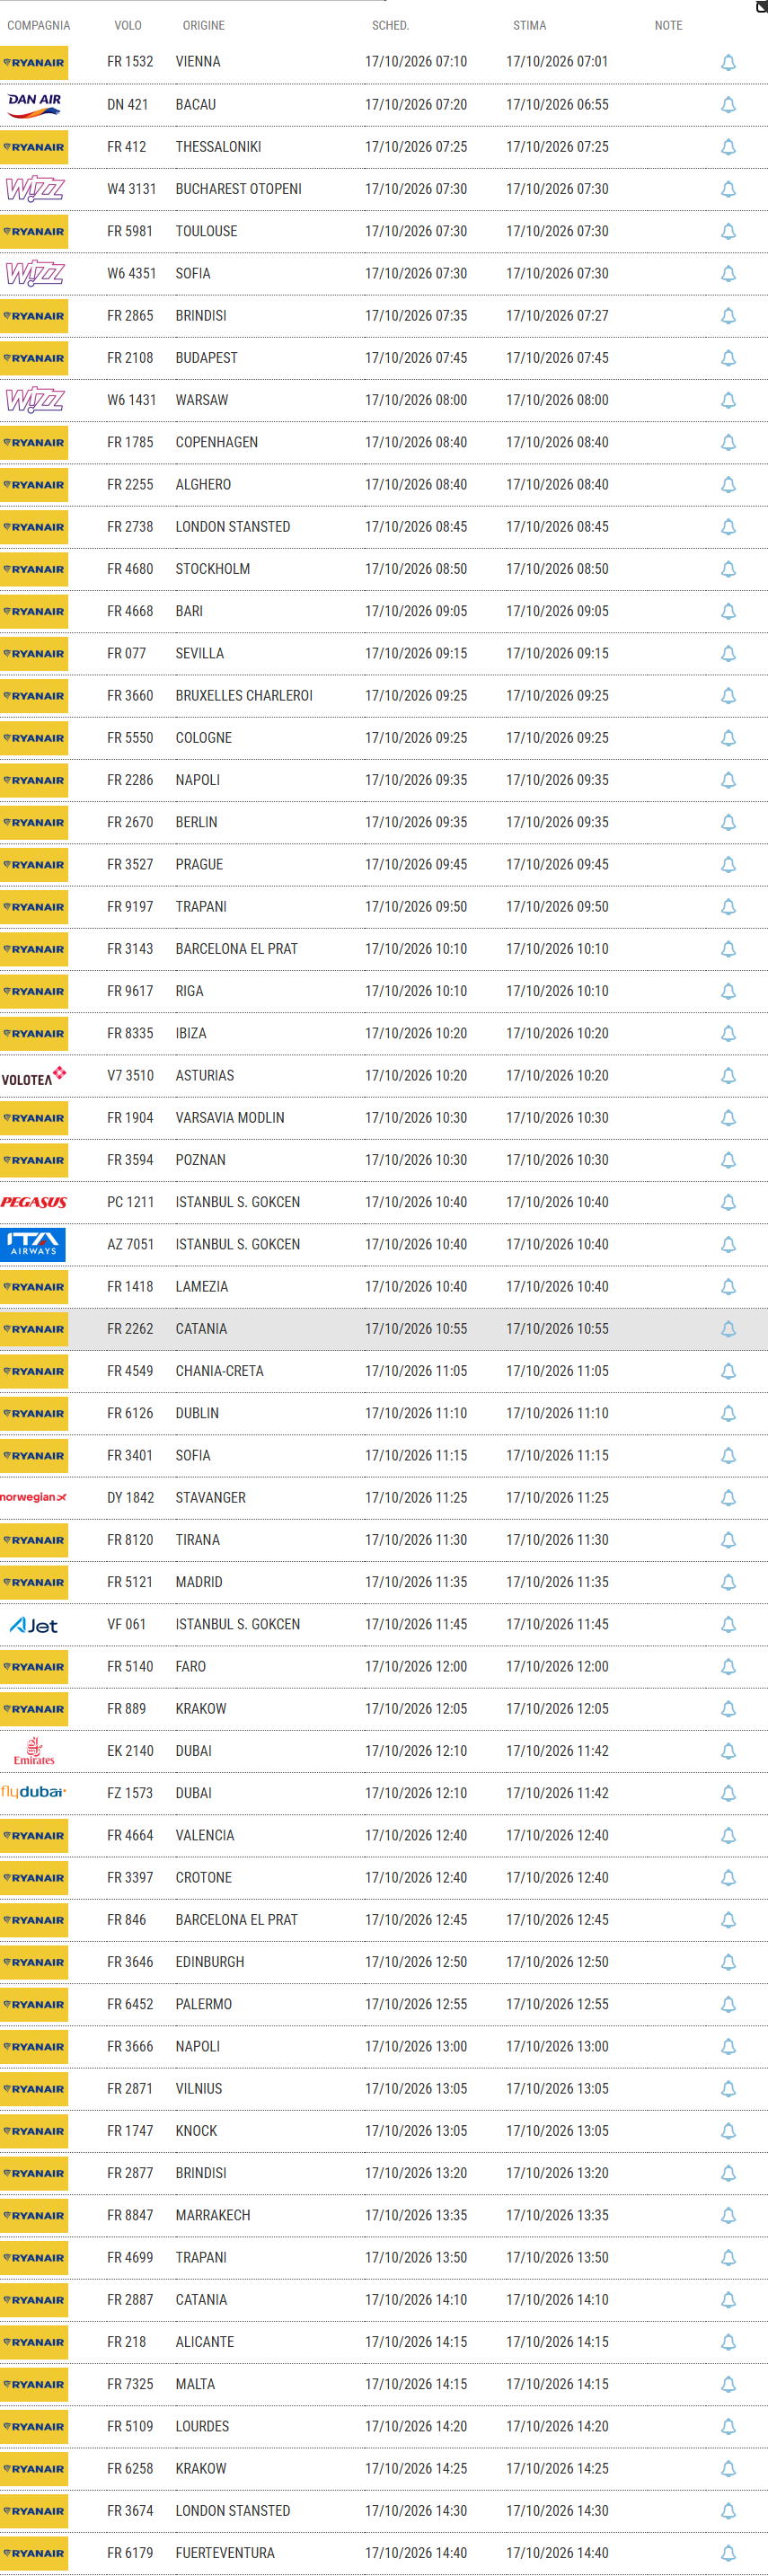 COMPAGNIA VOLO ORIGINE SCHED. STIMA NOTE
RYANAIR FR 1532 VIENNA 17/10/2026 07:10 17/10/2026 07:01
DAN AIR DN 421 BACAU 17/10/2026 07:20 17/10/2026 06:55
RYANAIR FR 412 THESSALONIKI 17/10/2026 07:25 17/10/2026 07:25
WIZZ W4 3131 BUCHAREST OTOPENI 17/10/2026 07:30 17/10/2026 07:30
RYANAIR FR 5981 TOULOUSE 17/10/2026 07:30 17/10/2026 07:30
WIZZ W6 4351 SOFIA 17/10/2026 07:30 17/10/2026 07:30
RYANAIR FR 2865 BRINDISI 17/10/2026 07:35 17/10/2026 07:27
RYANAIR FR 2108 BUDAPEST 17/10/2026 07:45 17/10/2026 07:45
WIZZ W6 1431 WARSAW 17/10/2026 08:00 17/10/2026 08:00
RYANAIR FR 1785 COPENHAGEN 17/10/2026 08:40 17/10/2026 08:40
RYANAIR FR 2255 ALGHERO 17/10/2026 08:40 17/10/2026 08:40
RYANAIR FR 2738 LONDON STANSTED 17/10/2026 08:45 17/10/2026 08:45
RYANAIR FR 4680 STOCKHOLM 17/10/2026 08:50 17/10/2026 08:50
RYANAIR FR 4668 BARI 17/10/2026 09:05 17/10/2026 09:05
RYANAIR FR 077 SEVILLA 17/10/2026 09:15 17/10/2026 09:15
RYANAIR FR 3660 BRUXELLES CHARLEROI 17/10/2026 09:25 17/10/2026 09:25
RYANAIR FR 5550 COLOGNE 17/10/2026 09:25 17/10/2026 09:25
RYANAIR FR 2286 NAPOLI 17/10/2026 09:35 17/10/2026 09:35
RYANAIR FR 2670 BERLIN 17/10/2026 09:35 17/10/2026 09:35
RYANAIR FR 3527 PRAGUE 17/10/2026 09:45 17/10/2026 09:45
RYANAIR FR 9197 TRAPANI 17/10/2026 09:50 17/10/2026 09:50
RYANAIR FR 3143 BARCELONA EL PRAT 17/10/2026 10:10 17/10/2026 10:10
RYANAIR FR 9617 RIGA 17/10/2026 10:10 17/10/2026 10:10
RYANAIR FR 8335 IBIZA 17/10/2026 10:20 17/10/2026 10:20
VOLOTEA V7 3510 ASTURIAS 17/10/2026 10:20 17/10/2026 10:20
RYANAIR FR 1904 VARSAVIA MODLIN 17/10/2026 10:30 17/10/2026 10:30
RYANAIR FR 3594 POZNAN 17/10/2026 10:30 17/10/2026 10:30
PEGASUS PC 1211 ISTANBUL S. GOKCEN 17/10/2026 10:40 17/10/2026 10:40
ITA AIRWAYS AZ 7051 ISTANBUL S. GOKCEN 17/10/2026 10:40 17/10/2026 10:40
RYANAIR FR 1418 LAMEZIA 17/10/2026 10:40 17/10/2026 10:40
RYANAIR FR 2262 CATANIA 17/10/2026 10:55 17/10/2026 10:55
RYANAIR FR 4549 CHANIA-CRETA 17/10/2026 11:05 17/10/2026 11:05
RYANAIR FR 6126 DUBLIN 17/10/2026 11:10 17/10/2026 11:10
RYANAIR FR 3401 SOFIA 17/10/2026 11:15 17/10/2026 11:15
norwegian DY 1842 STAVANGER 17/10/2026 11:25 17/10/2026 11:25
RYANAIR FR 8120 TIRANA 17/10/2026 11:30 17/10/2026 11:30
RYANAIR FR 5121 MADRID 17/10/2026 11:35 17/10/2026 11:35
AJet VF 061 ISTANBUL S. GOKCEN 17/10/2026 11:45 17/10/2026 11:45
RYANAIR FR 5140 FARO 17/10/2026 12:00 17/10/2026 12:00
RYANAIR FR 889 KRAKOW 17/10/2026 12:05 17/10/2026 12:05
Emirates EK 2140 DUBAI 17/10/2026 12:10 17/10/2026 11:42
flydubai FZ 1573 DUBAI 17/10/2026 12:10 17/10/2026 11:42
RYANAIR FR 4664 VALENCIA 17/10/2026 12:40 17/10/2026 12:40
RYANAIR FR 3397 CROTONE 17/10/2026 12:40 17/10/2026 12:40
RYANAIR FR 846 BARCELONA EL PRAT 17/10/2026 12:45 17/10/2026 12:45
RYANAIR FR 3646 EDINBURGH 17/10/2026 12:50 17/10/2026 12:50
RYANAIR FR 6452 PALERMO 17/10/2026 12:55 17/10/2026 12:55
RYANAIR FR 3666 NAPOLI 17/10/2026 13:00 17/10/2026 13:00
RYANAIR FR 2871 VILNIUS 17/10/2026 13:05 17/10/2026 13:05
RYANAIR FR 1747 KNOCK 17/10/2026 13:05 17/10/2026 13:05
RYANAIR FR 2877 BRINDISI 17/10/2026 13:20 17/10/2026 13:20
RYANAIR FR 8847 MARRAKECH 17/10/2026 13:35 17/10/2026 13:35
RYANAIR FR 4699 TRAPANI 17/10/2026 13:50 17/10/2026 13:50
RYANAIR FR 2887 CATANIA 17/10/2026 14:10 17/10/2026 14:10
RYANAIR FR 218 ALICANTE 17/10/2026 14:15 17/10/2026 14:15
RYANAIR FR 7325 MALTA 17/10/2026 14:15 17/10/2026 14:15
RYANAIR FR 5109 LOURDES 17/10/2026 14:20 17/10/2026 14:20
RYANAIR FR 6258 KRAKOW 17/10/2026 14:25 17/10/2026 14:25
RYANAIR FR 3674 LONDON STANSTED 17/10/2026 14:30 17/10/2026 14:30
RYANAIR FR 6179 FUERTEVENTURA 17/10/2026 14:40 17/10/2026 14:40